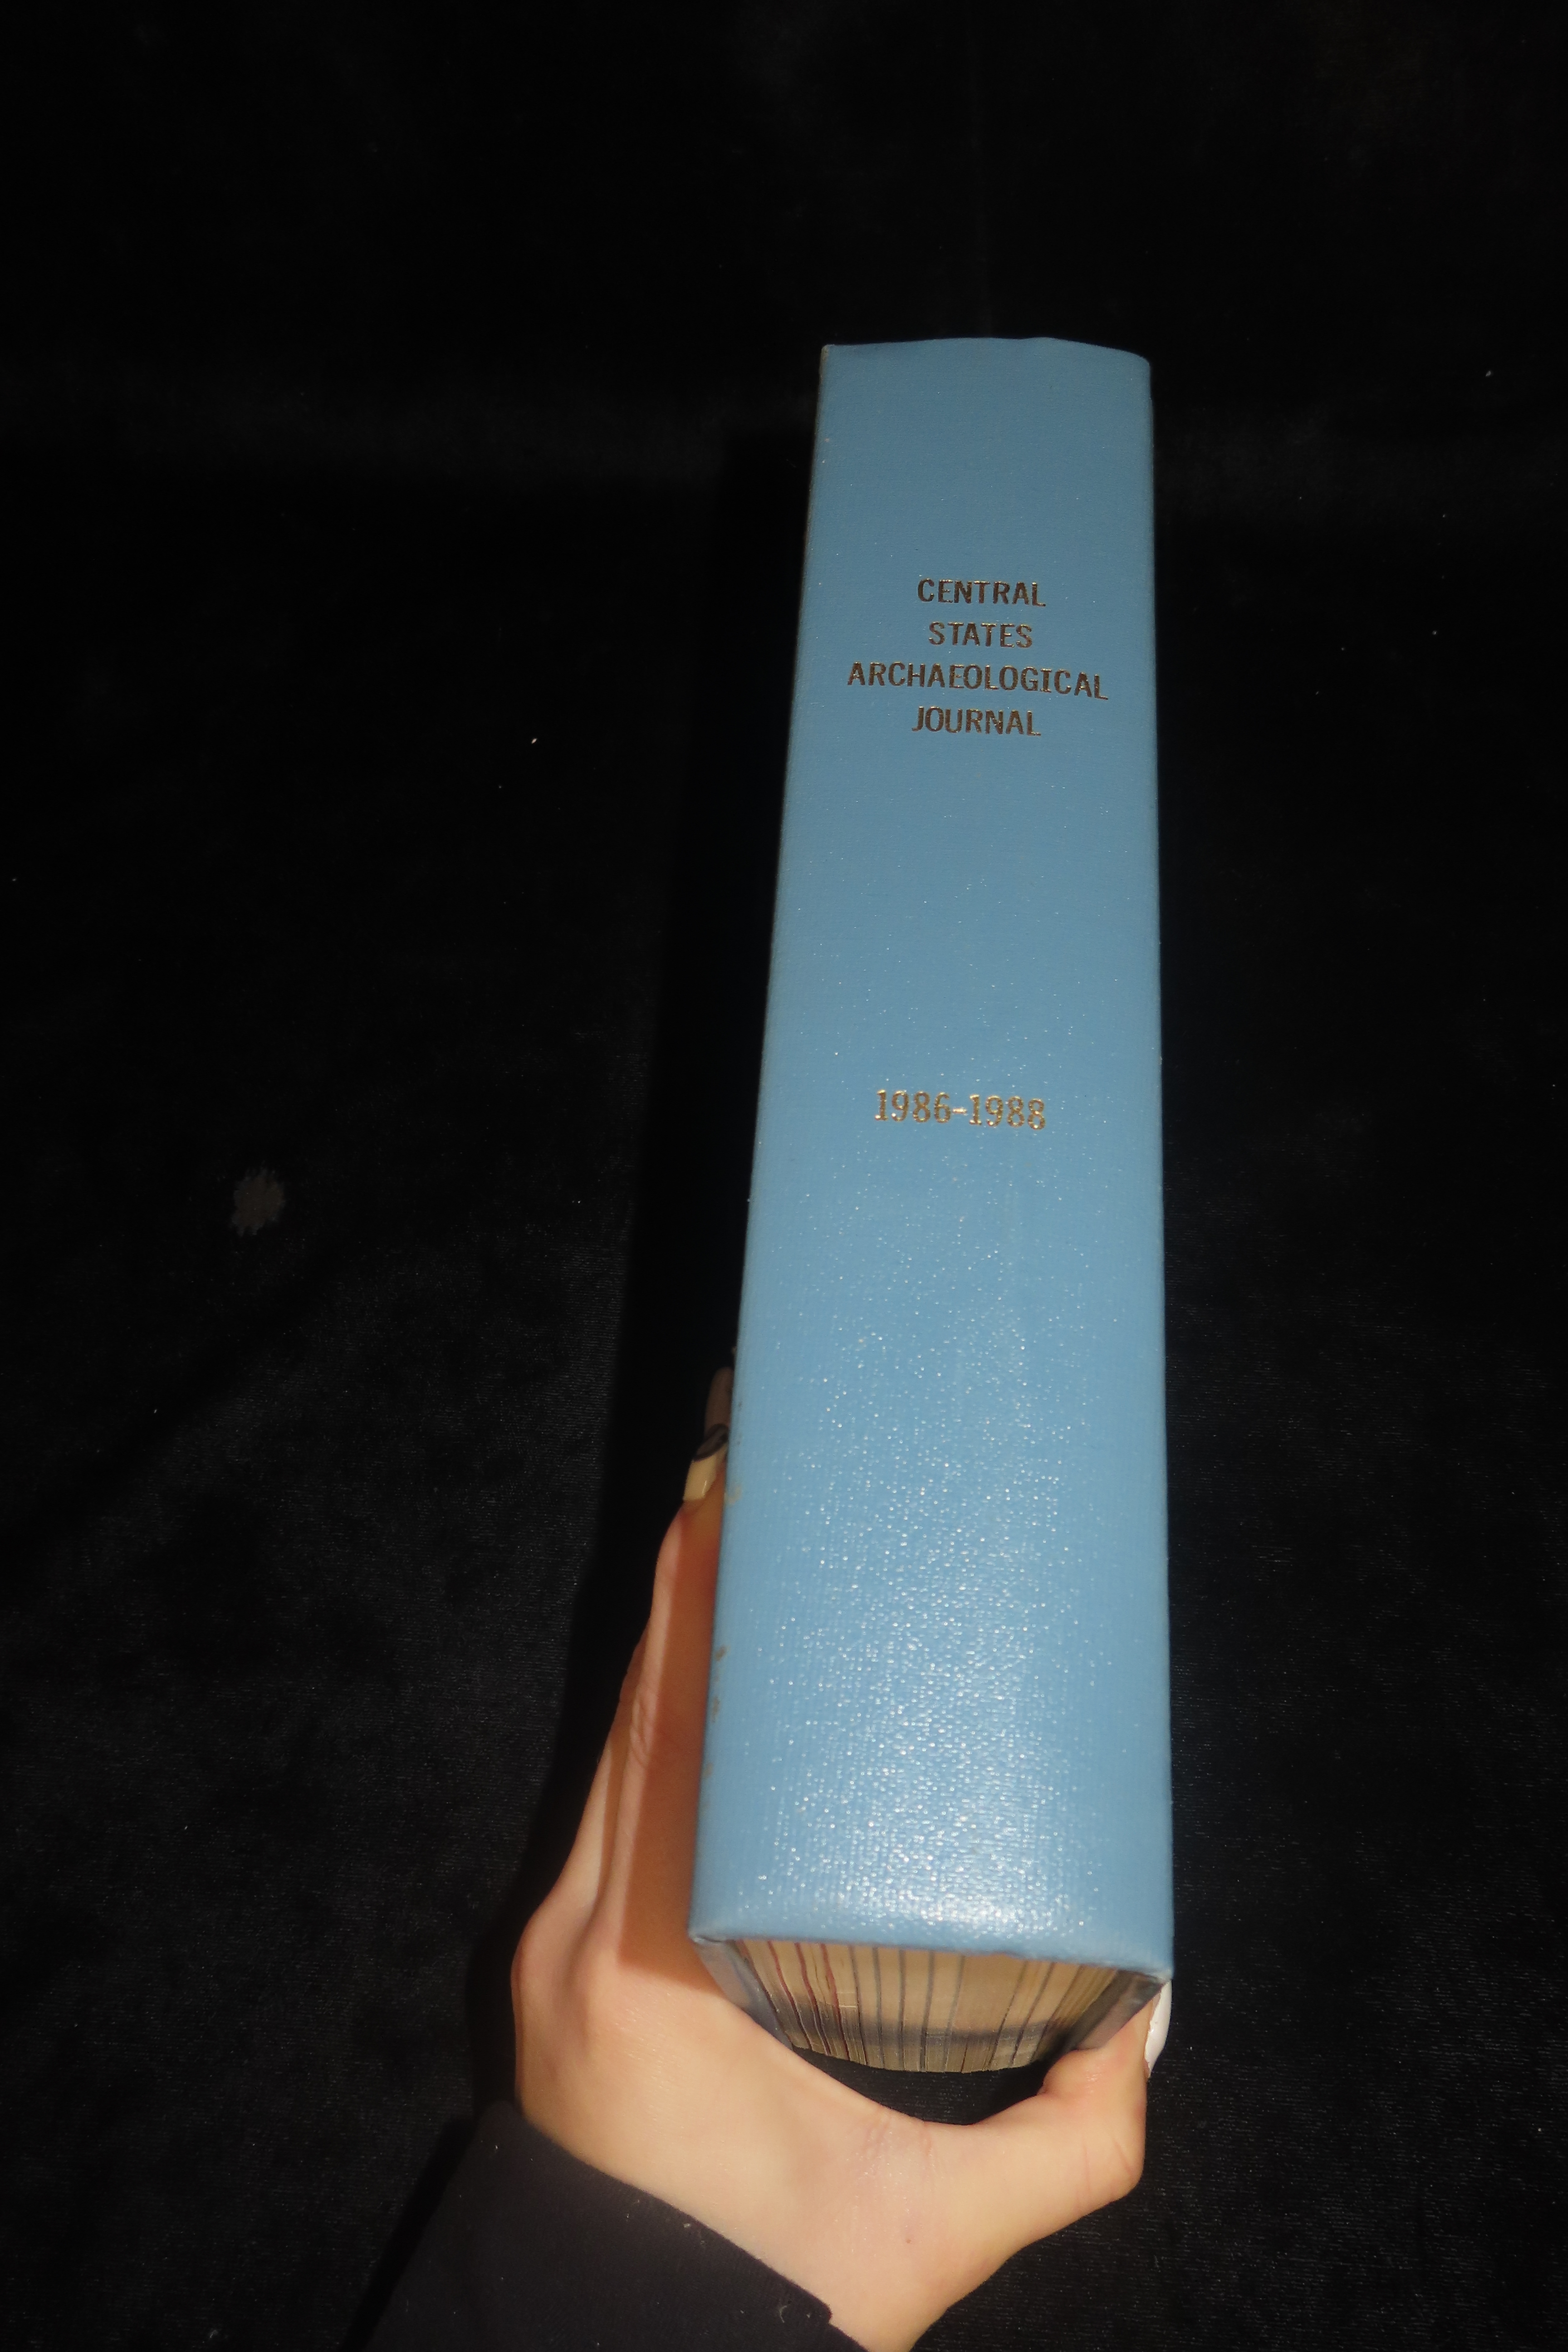 CENTRAL
STATES
ARCHAEOLOGICAL
JOURNAL
1986-1988